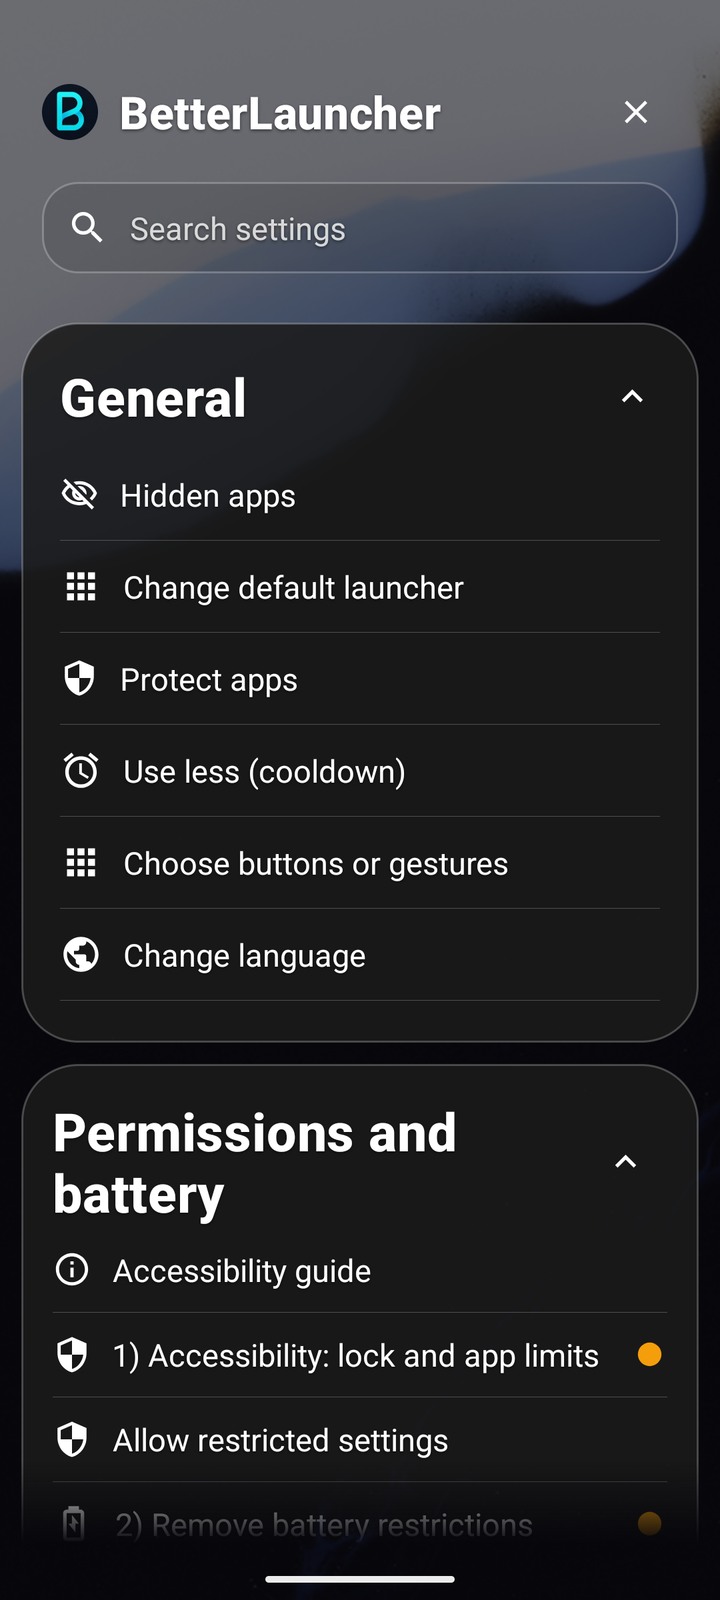 BetterLauncher
Search settings
General
Hidden apps
Change default launcher
Protect apps
Use less (cooldown)
Choose buttons or gestures
Change language
Permissions and
battery
Accessibility guide
1) Accessibility: lock and app limits
Allow restricted settings
2) Remove battery restrictions